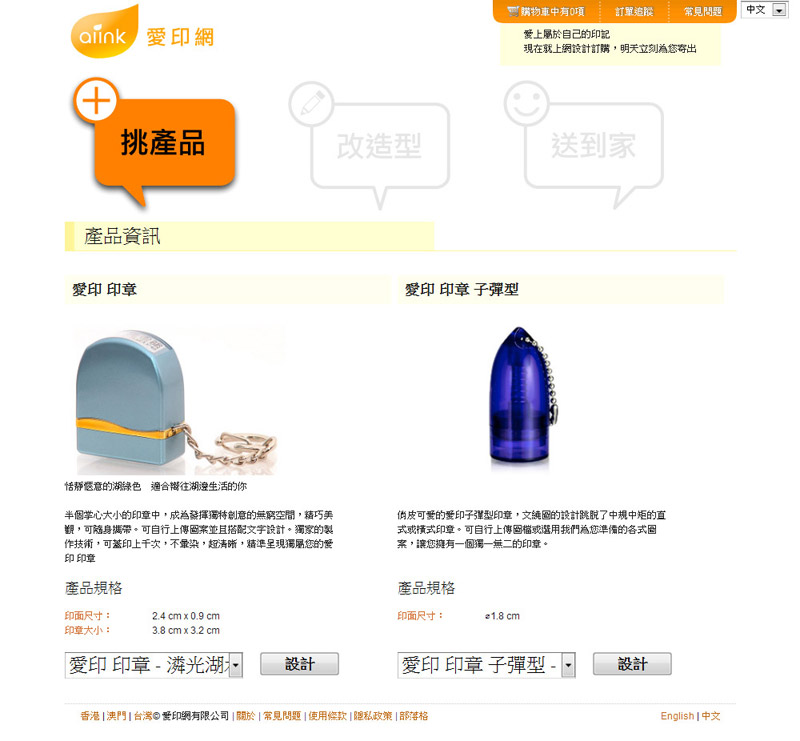 aiink 愛印網
購物車中有0項 訂單追蹤 常見問題 中文
愛上屬於自己的印記
現在就上網設計訂購，明天立刻為您寄出
挑產品 改造型 送到家
產品資訊
愛印 印章
恬靜愜意的湖綠色　適合嚮往湖邊生活的你
半個掌心大小的印章中，成為發揮獨特創意的無窮空間，精巧美
觀，可隨身攜帶。可自行上傳圖案並且搭配文字設計。獨家的製
作技術，可蓋印上千次，不暈染，超清晰，精準呈現獨屬您的愛
印 印章
產品規格
印面尺寸： 2.4 cm x 0.9 cm
印章大小： 3.8 cm x 3.2 cm
愛印 印章 - 潾光湖 設計
愛印 印章 子彈型
俏皮可愛的愛印子彈型印章，文繞圖的設計跳脫了中規中矩的直
式或橫式印章。可自行上傳圖檔或選用我們為您準備的各式圖
案，讓您擁有一個獨一無二的印章。
產品規格
印面尺寸： ⌀1.8 cm
愛印 印章 子彈型 - 設計
香港 | 澳門 | 台灣© 愛印網有限公司 | 關於 | 常見問題 | 使用條款 | 隱私政策 | 部落格
English | 中文